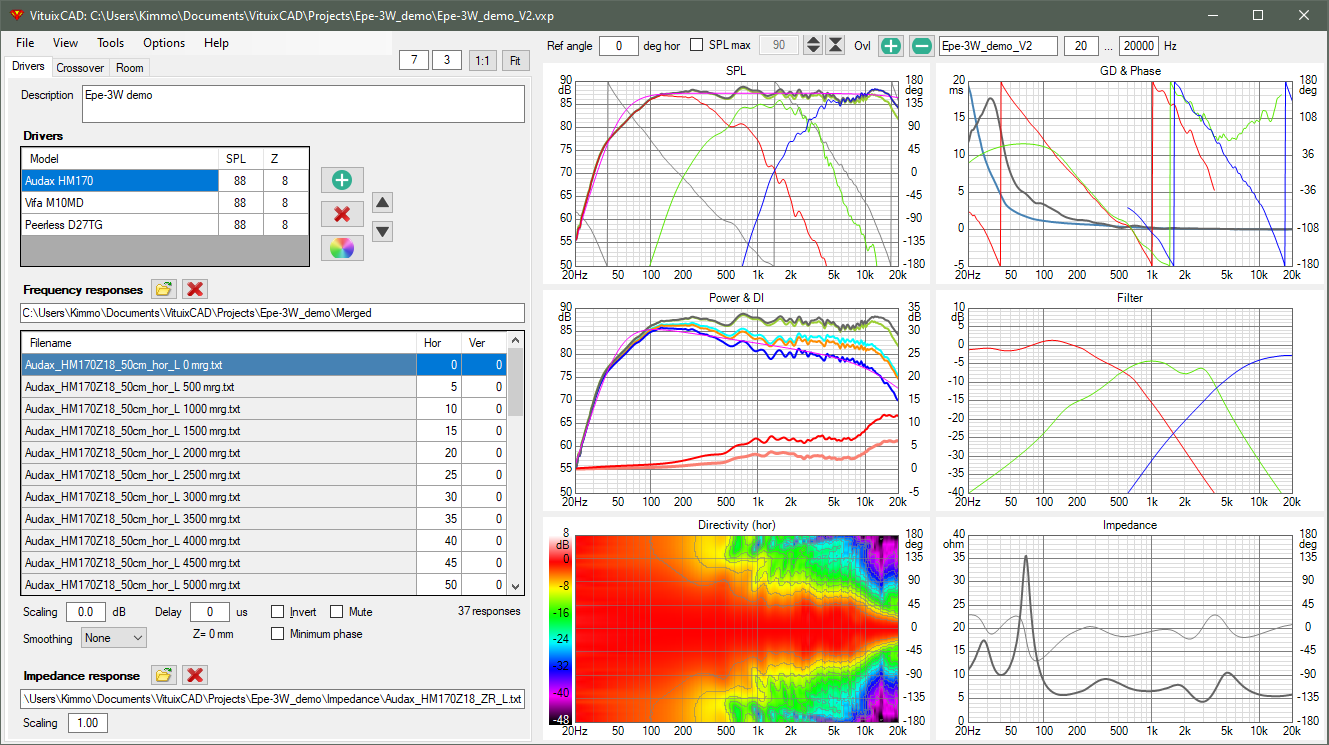 VituixCAD: C:\Users\Kimmo\Documents\VituixCAD\Projects\Epe-3W_demo\Epe-3W_demo_V2.vxp
File View Tools Options Help
7 3 1:1 Fit
Ref angle 0 deg hor SPL max 90 Ovl Epe-3W_demo_V2 20 ... 20000 Hz
Drivers Crossover Room
Description Epe-3W demo
Drivers
Model SPL Z
Audax HM170 88 8
Vifa M10MD 88 8
Peerless D27TG 88 8
Frequency responses
C:\Users\Kimmo\Documents\VituixCAD\Projects\Epe-3W_demo\Merged
Filename Hor Ver
Audax_HM170Z18_50cm_hor_L 0 mrg.txt 0 0
Audax_HM170Z18_50cm_hor_L 500 mrg.txt 5 0
Audax_HM170Z18_50cm_hor_L 1000 mrg.txt 10 0
Audax_HM170Z18_50cm_hor_L 1500 mrg.txt 15 0
Audax_HM170Z18_50cm_hor_L 2000 mrg.txt 20 0
Audax_HM170Z18_50cm_hor_L 2500 mrg.txt 25 0
Audax_HM170Z18_50cm_hor_L 3000 mrg.txt 30 0
Audax_HM170Z18_50cm_hor_L 3500 mrg.txt 35 0
Audax_HM170Z18_50cm_hor_L 4000 mrg.txt 40 0
Audax_HM170Z18_50cm_hor_L 4500 mrg.txt 45 0
Audax_HM170Z18_50cm_hor_L 5000 mrg.txt 50 0
Scaling 0.0 dB Delay 0 us Invert Mute 37 responses
Smoothing None Z= 0 mm Minimum phase
Impedance response
\Users\Kimmo\Documents\VituixCAD\Projects\Epe-3W_demo\Impedance\Audax_HM170Z18_ZR_L.txt
Scaling 1.00
SPL
90 180
dB deg
85 135
80 90
75 45
70 0
65 -45
60 -90
55 -135
50 -180
20Hz 50 100 200 500 1k 2k 5k 10k 20k
GD & Phase
20 180
ms deg
15 108
10 36
5 -36
0 -108
-5 -180
20Hz 50 100 200 500 1k 2k 5k 10k 20k
Power & DI
90 35
dB deg
85 30
80 25
75 20
70 15
65 10
60 5
55 0
50 -5
20Hz 50 100 200 500 1k 2k 5k 10k 20k
Filter
10
dB
5
0
-5
-10
-15
-20
-25
-30
-35
-40
20Hz 50 100 200 500 1k 2k 5k 10k 20k
Directivity (hor)
8 180
dB deg
0 135
-8 90
-16 45
-24 0
-32 -45
-40 -90
-48 -135
-180
20Hz 50 100 200 500 1k 2k 5k 10k 20k
Impedance
40 180
ohm deg
35 135
30 90
25 45
20 0
15 -45
10 -90
5 -135
0 -180
20Hz 50 100 200 500 1k 2k 5k 10k 20k